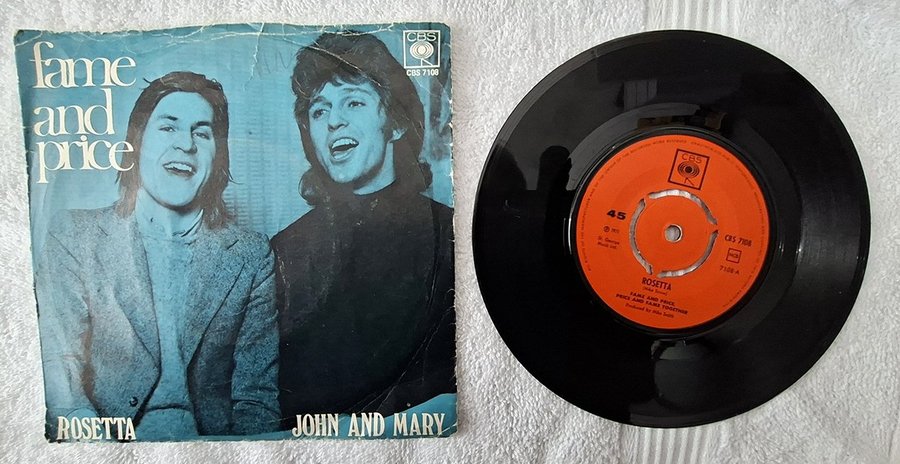 fame
and
price
CBS
CBS 7108
ROSETTA
JOHN AND MARY
CBS
45
CBS 7108
7108-A
ROSETTA
FAME AND PRICE,
PRICE AND FAME TOGETHER
Produced by Mike Smith